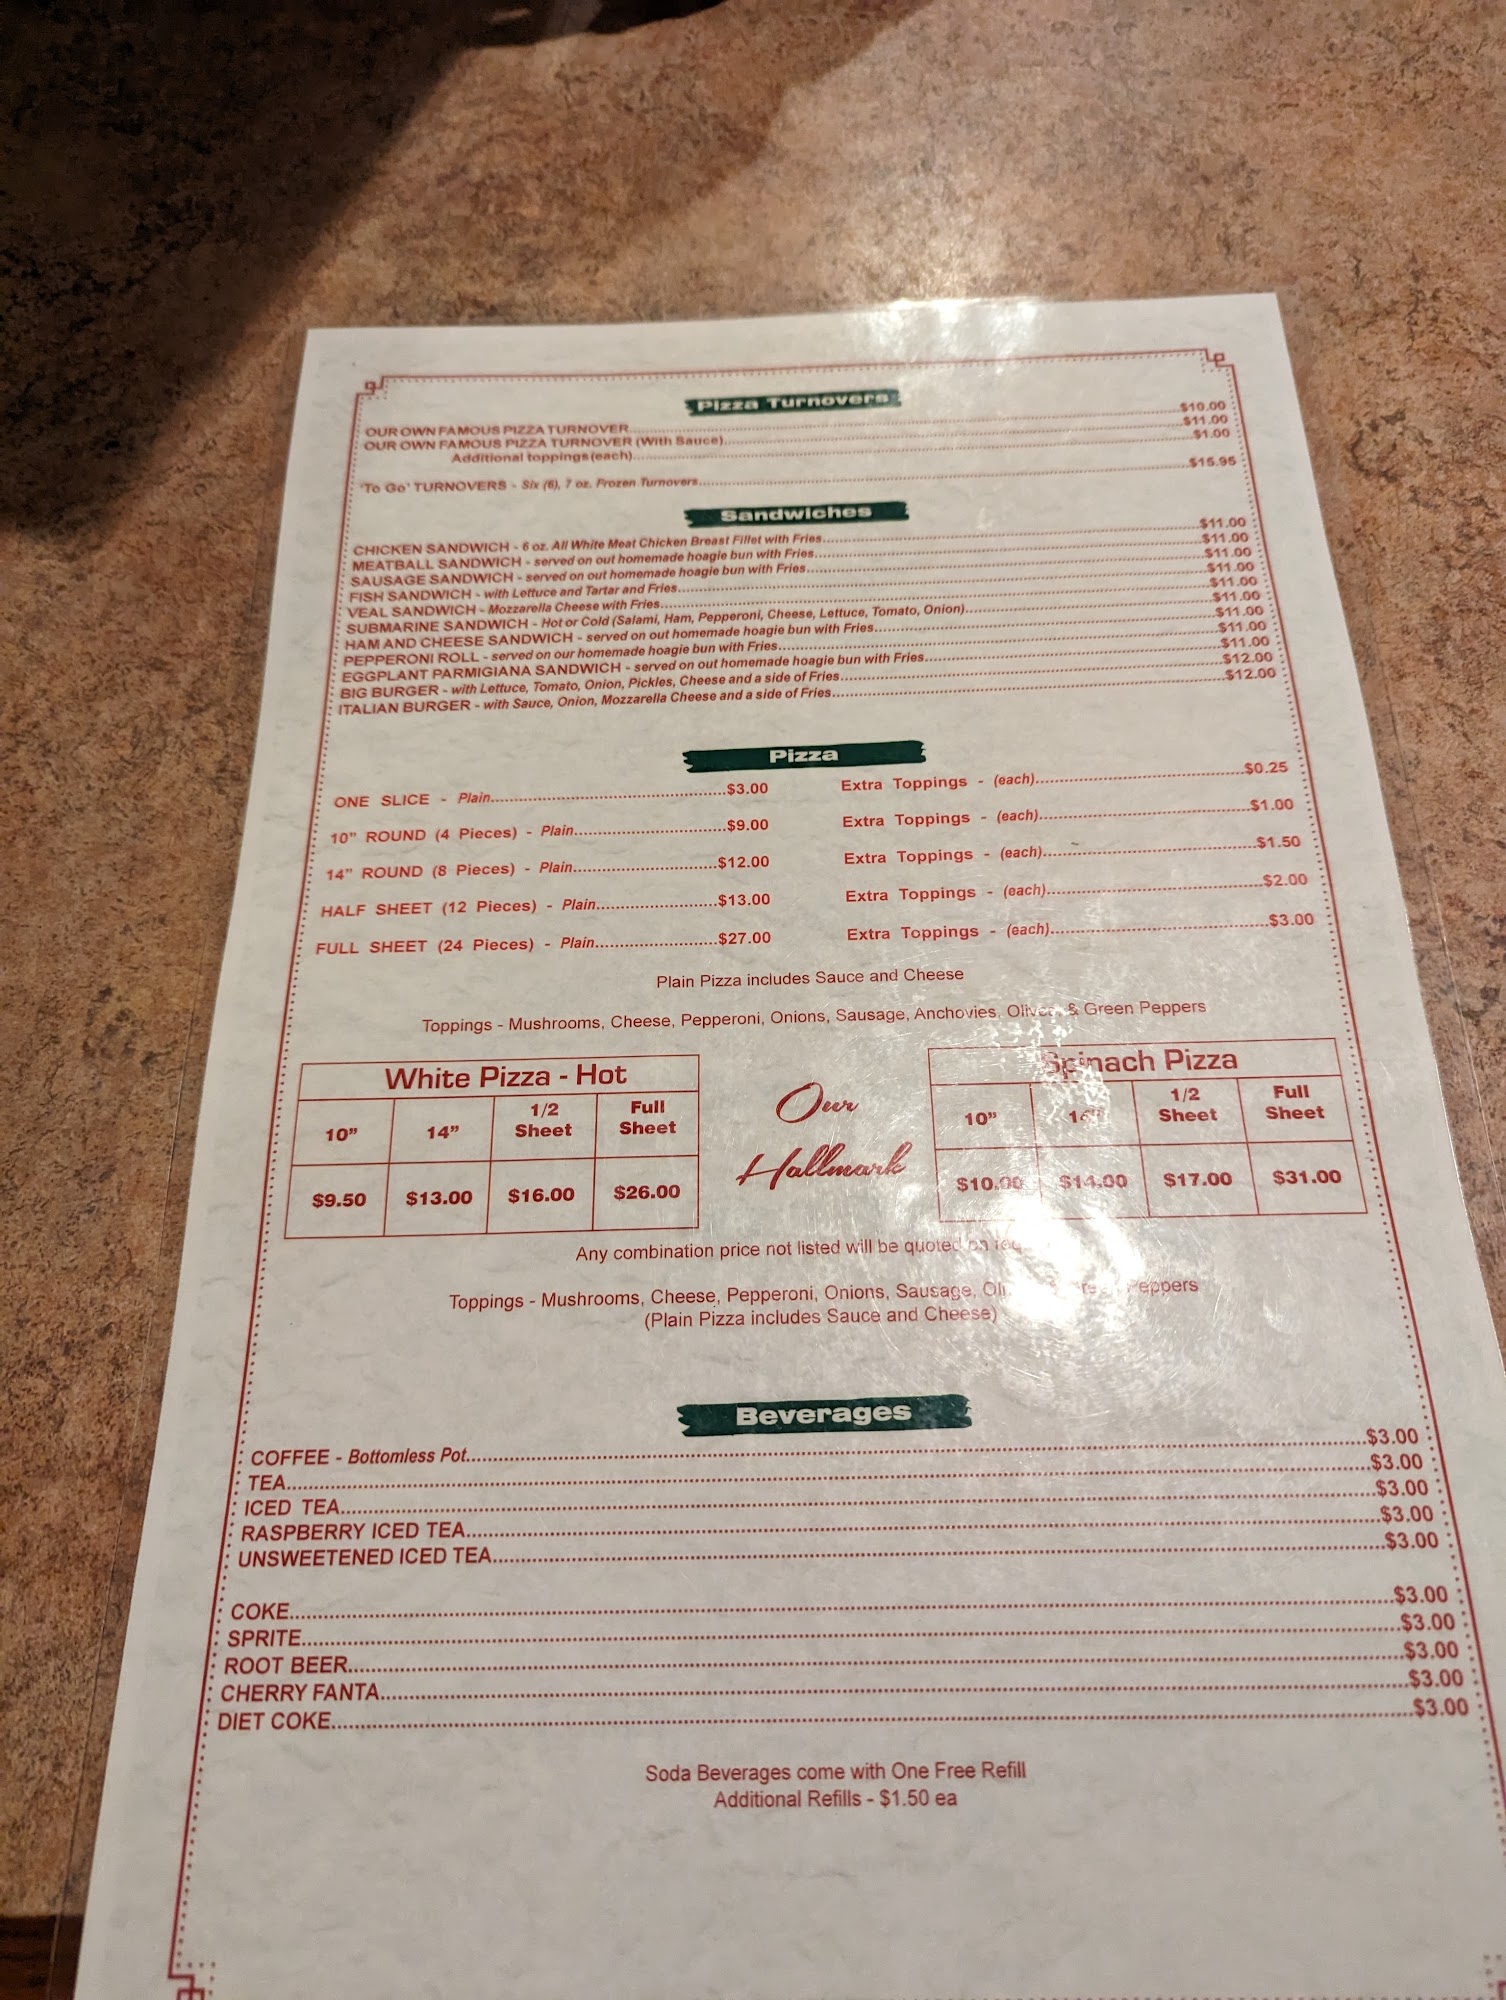 Pizza Turnovers
OUR OWN FAMOUS PIZZA TURNOVER...$10.00
OUR OWN FAMOUS PIZZA TURNOVER (With Sauce)...$11.00
Additional toppings(each)...$1.00
'To Go' TURNOVERS - Six (6), 7 oz. Frozen Turnovers...$15.95
Sandwiches
CHICKEN SANDWICH - 6 oz. All White Meat Chicken Breast Fillet with Fries...$11.00
MEATBALL SANDWICH - served on out homemade hoagie bun with Fries...$11.00
SAUSAGE SANDWICH - served on out homemade hoagie bun with Fries...$11.00
FISH SANDWICH - with Lettuce and Tartar and Fries...$11.00
VEAL SANDWICH - Mozzarella Cheese with Fries...$11.00
SUBMARINE SANDWICH - Hot or Cold (Salami, Ham, Pepperoni, Cheese, Lettuce, Tomato, Onion)...$11.00
HAM AND CHEESE SANDWICH - served on out homemade hoagie bun with Fries...$11.00
PEPPERONI ROLL - served on our homemade hoagie bun with Fries...$11.00
EGGPLANT PARMIGIANA SANDWICH - served on out homemade hoagie bun with Fries...$11.00
BIG BURGER - with Lettuce, Tomato, Onion, Pickles, Cheese and a side of Fries...$12.00
ITALIAN BURGER - with Sauce, Onion, Mozzarella Cheese and a side of Fries...$12.00
Pizza
ONE SLICE - Plain...$3.00 Extra Toppings - (each)...$0.25
10" ROUND (4 Pieces) - Plain...$9.00 Extra Toppings - (each)...$1.00
14" ROUND (8 Pieces) - Plain...$12.00 Extra Toppings - (each)...$1.50
HALF SHEET (12 Pieces) - Plain...$13.00 Extra Toppings - (each)...$2.00
FULL SHEET (24 Pieces) - Plain...$27.00 Extra Toppings - (each)...$3.00
Plain Pizza includes Sauce and Cheese
Toppings - Mushrooms, Cheese, Pepperoni, Onions, Sausage, Anchovies, Olives, & Green Peppers
White Pizza - Hot
10" 14" 1/2 Sheet Full Sheet
$9.50 $13.00 $16.00 $26.00
Our
Hallmark
Spinach Pizza
10" 14" 1/2 Sheet Full Sheet
$10.00 $14.00 $17.00 $31.00
Any combination price not listed will be quoted on
Toppings - Mushrooms, Cheese, Pepperoni, Onions, Sausage, Peppers
(Plain Pizza includes Sauce and Cheese)
Beverages
COFFEE - Bottomless Pot...$3.00
TEA...$3.00
ICED TEA...$3.00
RASPBERRY ICED TEA...$3.00
UNSWEETENED ICED TEA...$3.00
COKE...$3.00
SPRITE...$3.00
ROOT BEER...$3.00
CHERRY FANTA...$3.00
DIET COKE...$3.00
Soda Beverages come with One Free Refill
Additional Refills - $1.50 ea